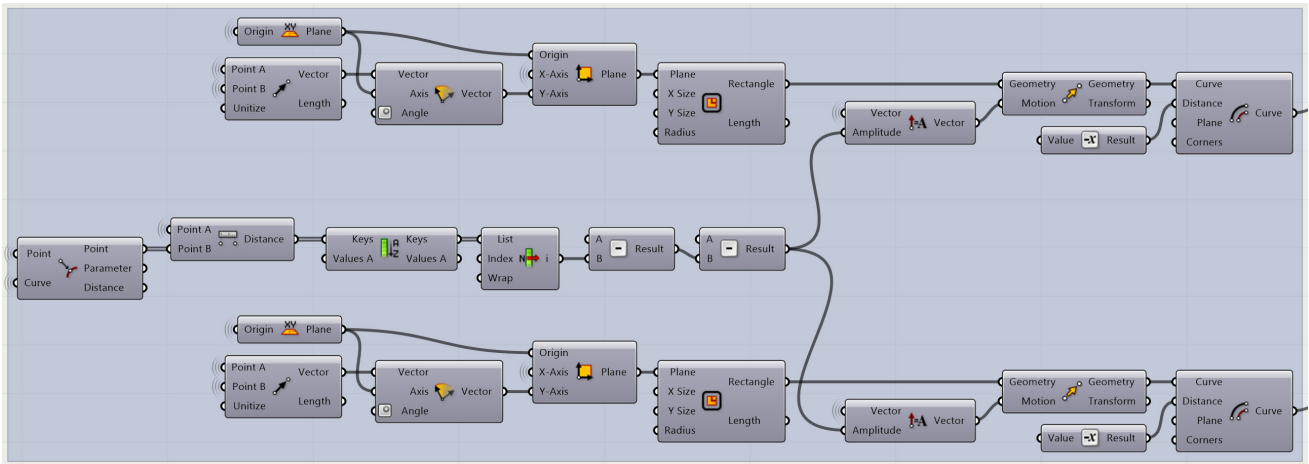 Origin XY Plane
Point A Vector
Point B
Unitize Length
Vector
Axis Vector
Angle
Origin
X-Axis Plane
Y-Axis
Plane Rectangle
X Size
Y Size
Radius Length
Vector
Amplitude =A Vector
Geometry Geometry
Motion Transform
Value -x Result
Curve
Distance
Plane Curve
Corners
Point Point
Parameter
Curve Distance
Point A
Point B Distance
Keys A Z Keys
Values A Values A
List
Index N i
Wrap
A
B - Result
A
B - Result
Origin XY Plane
Point A Vector
Point B
Unitize Length
Vector
Axis Vector
Angle
Origin
X-Axis Plane
Y-Axis
Plane Rectangle
X Size
Y Size
Radius Length
Vector
Amplitude =A Vector
Geometry Geometry
Motion Transform
Value -x Result
Curve
Distance
Plane Curve
Corners